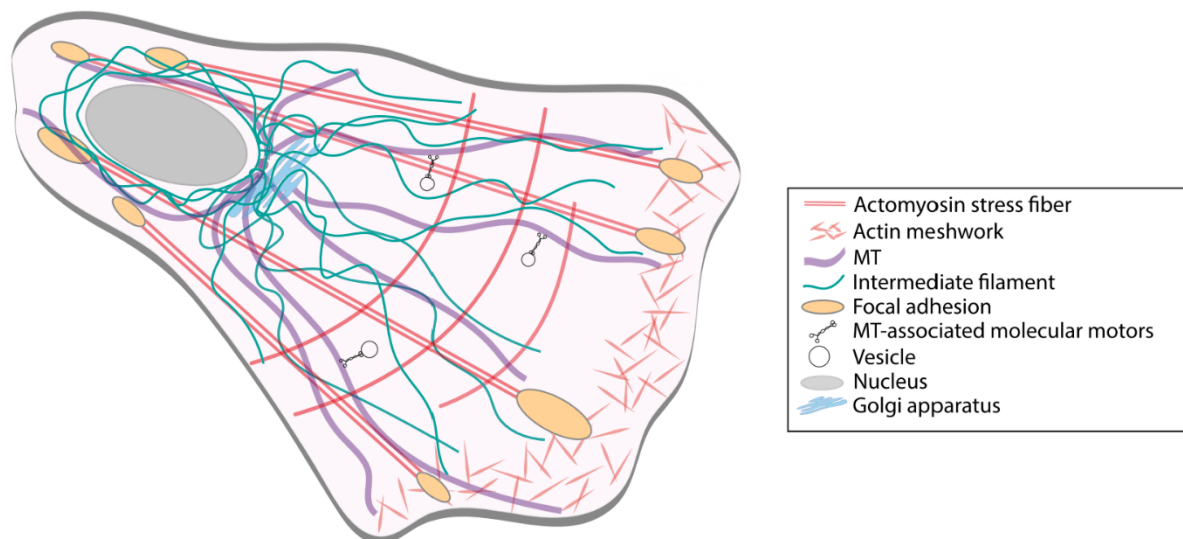 Actomyosin stress fiber
Actin meshwork
MT
Intermediate filament
Focal adhesion
MT-associated molecular motors
Vesicle
Nucleus
Golgi apparatus